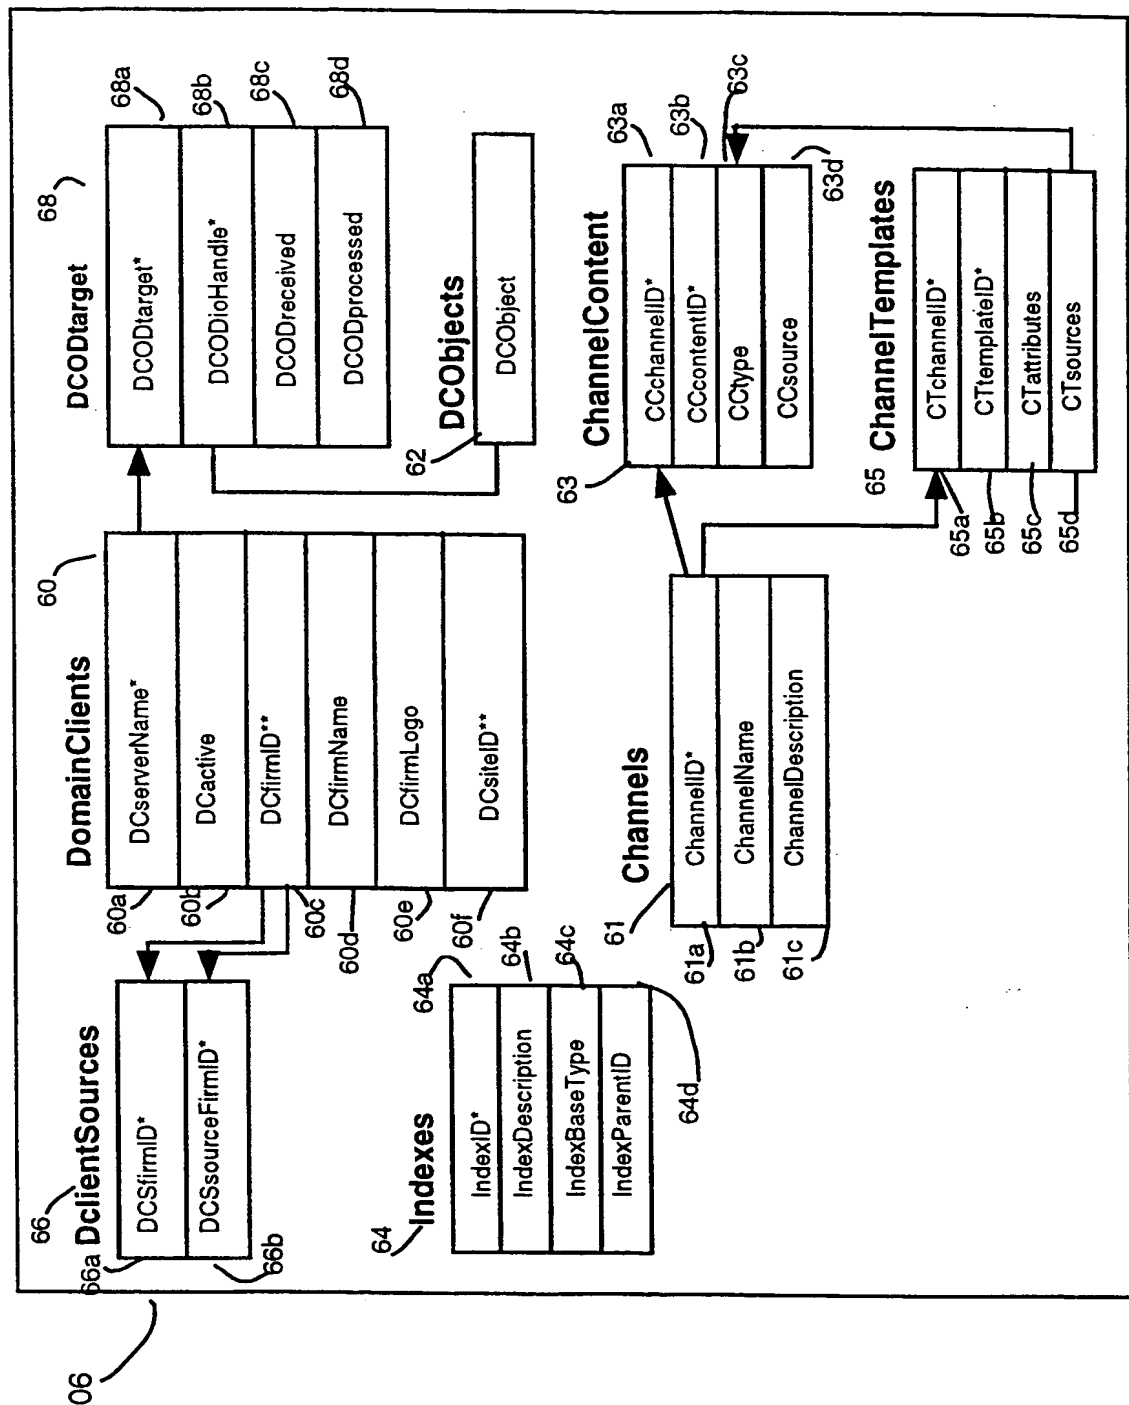 06
66
DclientSources
66a
DCSfirmID*
DCSsourceFirmID*
66b
DomainClients
60
60a
DCserverName*
60b
DCactive
60c
DCfirmID**
60d
DCfirmName
60e
DCfirmLogo
60f
DCsiteID**
DCODtarget
68
DCODtarget*
68a
DCODioHandle*
68b
DCODreceived
68c
DCODprocessed
68d
DCObjects
62
DCObject
64
Indexes
IndexID*
64a
IndexDescription
64b
IndexBaseType
64c
IndexParentID
64d
Channels
61
61a
ChannelID*
61b
ChannelName
61c
ChannelDescription
ChannelContent
63
CCchannelID*
63a
CCcontentID*
63b
CCtype
63c
CCsource
63d
65
ChannelTemplates
65a
CTchannelID*
65b
CTtemplateID*
65c
CTattributes
65d
CTsources